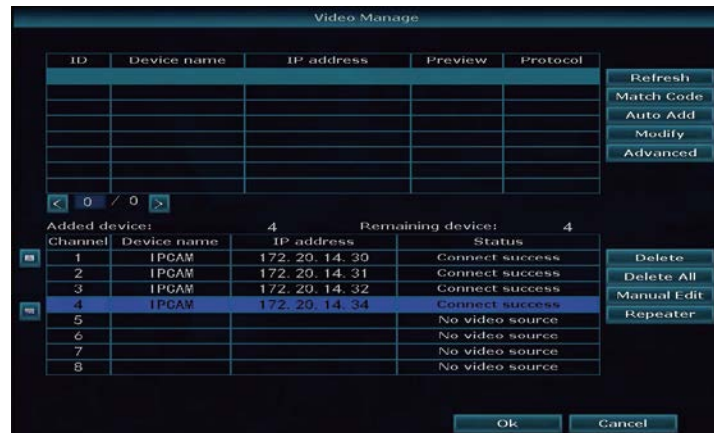 Video Manage
ID Device name IP address Preview Protocol
Refresh
Match Code
Auto Add
Modify
Advanced
< 0 / 0 >
Added device: 4 Remaining device: 4
Channel Device name IP address Status
1 IPCAM 172. 20. 14. 30 Connect success Delete
2 IPCAM 172. 20. 14. 31 Connect success Delete All
3 IPCAM 172. 20. 14. 32 Connect success Manual Edit
4 IPCAM 172. 20. 14. 34 Connect success Repeater
5 No video source
6 No video source
7 No video source
8 No video source
Ok Cancel